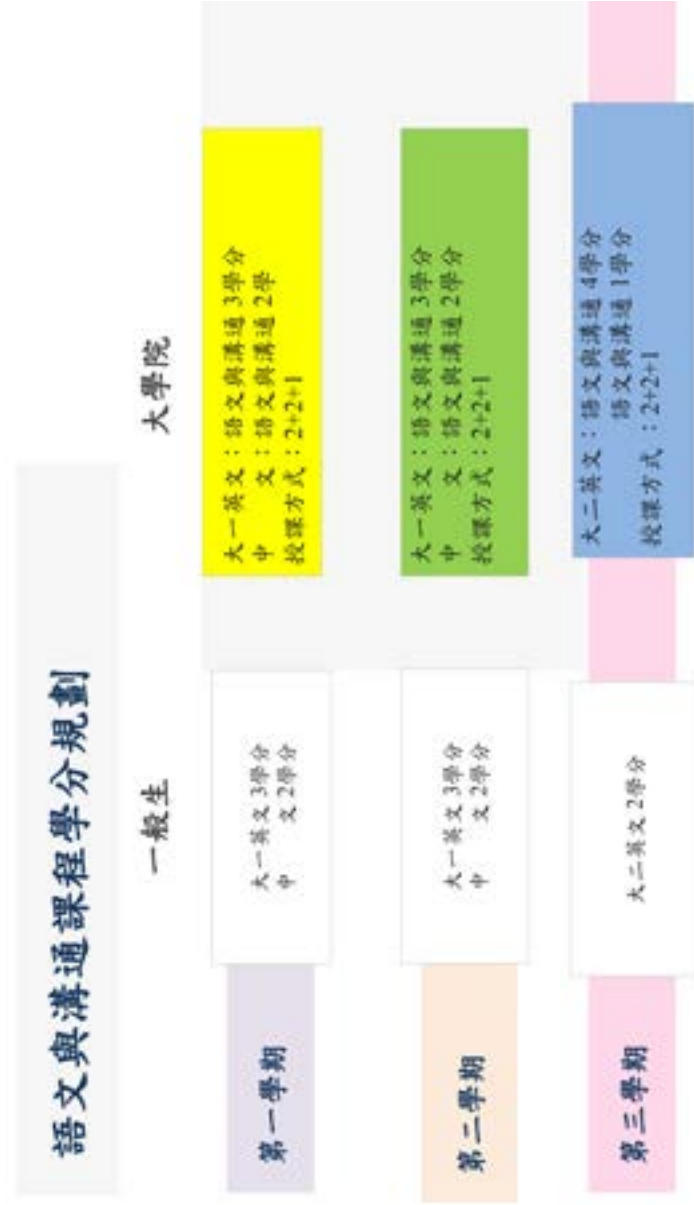 語文與溝通課程學分規劃
一般生
大學院
第一學期
大一英文 3學分
中　文 2學分
大一英文：語文與溝通 3學分
中　文：語文與溝通 2學
授課方式：2+2+1
第二學期
大一英文 3學分
中　文 2學分
大一英文：語文與溝通 3學分
中　文：語文與溝通 2學分
授課方式：2+2+1
第三學期
大二英文 2學分
大二英文：語文與溝通 4學分
語文與溝通 1學分
授課方式：2+2+1